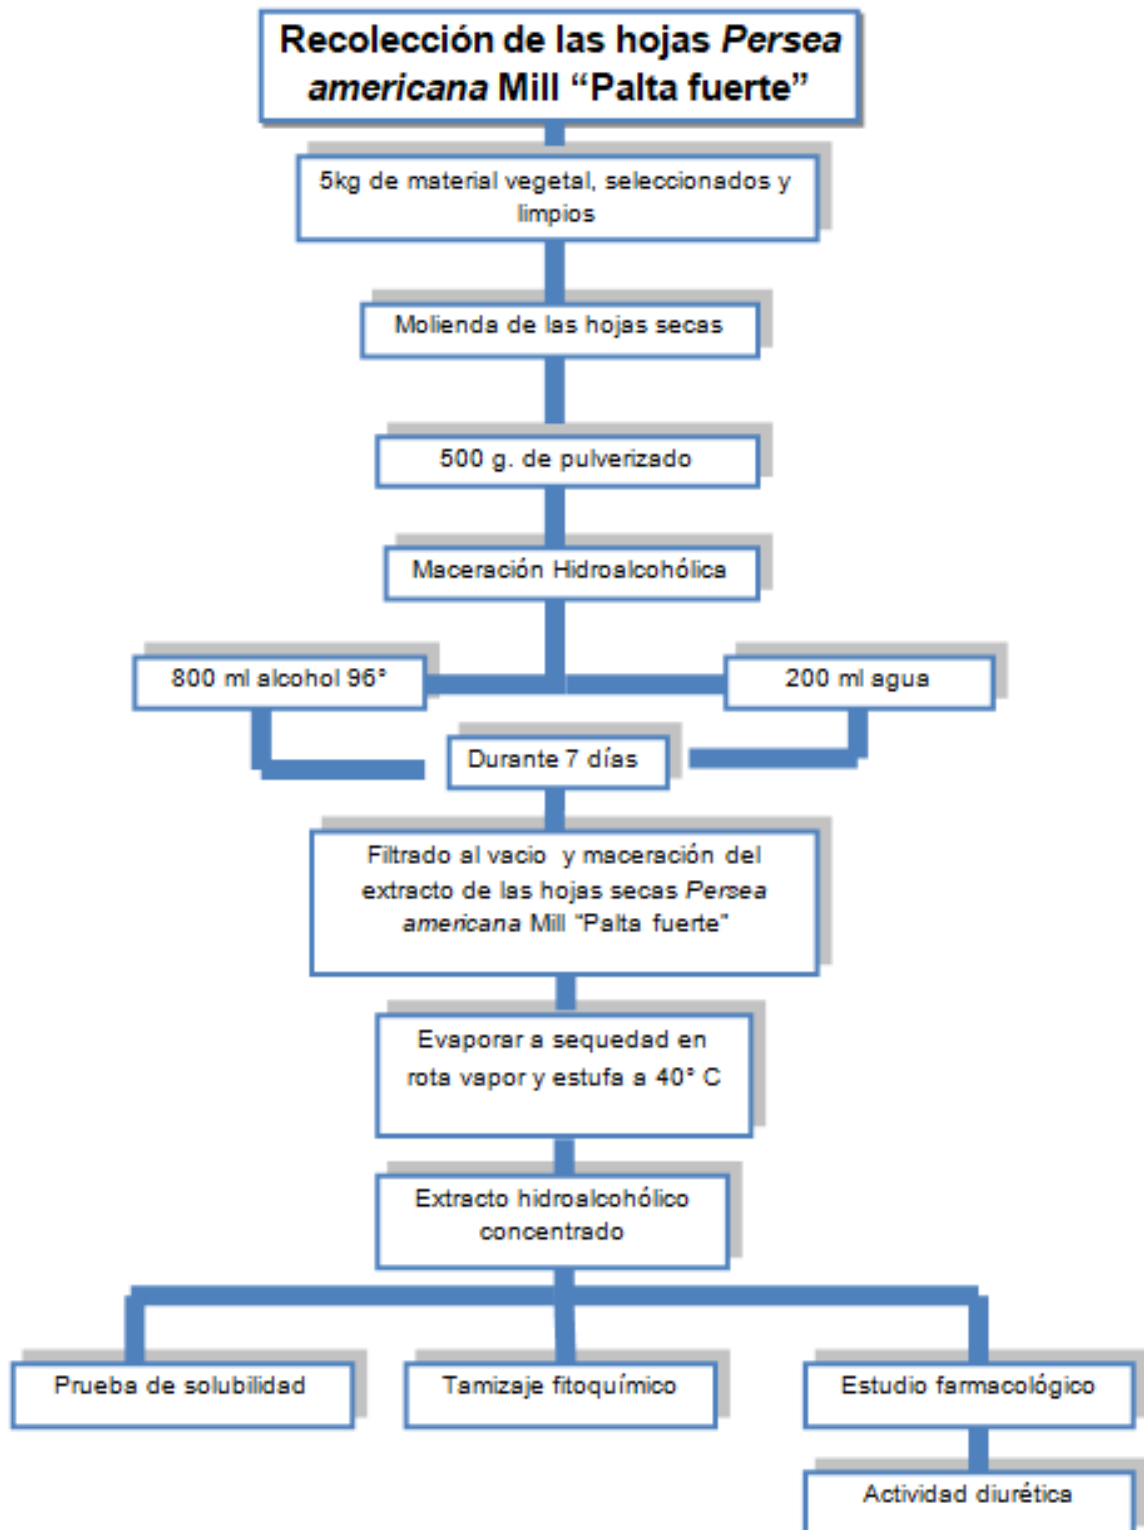 Recolección de las hojas Persea
americana Mill “Palta fuerte”
5kg de material vegetal, seleccionados y
limpios
Molienda de las hojas secas
500 g. de pulverizado
Maceración Hidroalcohólica
800 ml alcohol 96°
200 ml agua
Durante 7 días
Filtrado al vacio y maceración del
extracto de las hojas secas Persea
americana Mill “Palta fuerte”
Evaporar a sequedad en
rota vapor y estufa a 40° C
Extracto hidroalcohólico
concentrado
Prueba de solubilidad
Tamizaje fitoquímico
Estudio farmacológico
Actividad diurética